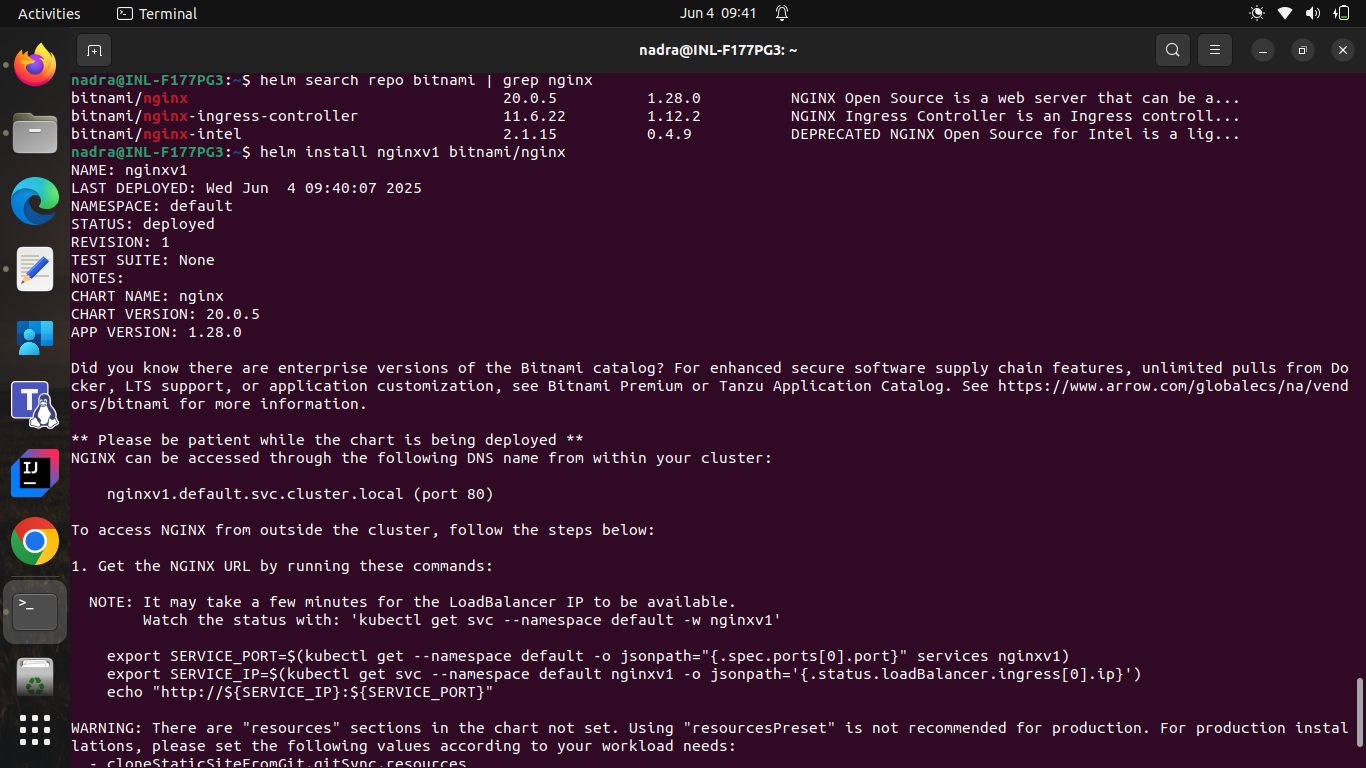 Activities
Terminal
Jun 4 09:41
nadra@INL-F177PG3: ~
nadra@INL-F177PG3:~$ helm search repo bitnami | grep nginx
bitnami/nginx 20.0.5 1.28.0 NGINX Open Source is a web server that can be a...
bitnami/nginx-ingress-controller 11.6.22 1.12.2 NGINX Ingress Controller is an Ingress controll...
bitnami/nginx-intel 2.1.15 0.4.9 DEPRECATED NGINX Open Source for Intel is a lig...
nadra@INL-F177PG3:~$ helm install nginxv1 bitnami/nginx
NAME: nginxv1
LAST DEPLOYED: Wed Jun  4 09:40:07 2025
NAMESPACE: default
STATUS: deployed
REVISION: 1
TEST SUITE: None
NOTES:
CHART NAME: nginx
CHART VERSION: 20.0.5
APP VERSION: 1.28.0
Did you know there are enterprise versions of the Bitnami catalog? For enhanced secure software supply chain features, unlimited pulls from Do
cker, LTS support, or application customization, see Bitnami Premium or Tanzu Application Catalog. See https://www.arrow.com/globalecs/na/vend
ors/bitnami for more information.
** Please be patient while the chart is being deployed **
NGINX can be accessed through the following DNS name from within your cluster:
nginxv1.default.svc.cluster.local (port 80)
To access NGINX from outside the cluster, follow the steps below:
1. Get the NGINX URL by running these commands:
NOTE: It may take a few minutes for the LoadBalancer IP to be available.
Watch the status with: 'kubectl get svc --namespace default -w nginxv1'
export SERVICE_PORT=$(kubectl get --namespace default -o jsonpath="{.spec.ports[0].port}" services nginxv1)
export SERVICE_IP=$(kubectl get svc --namespace default nginxv1 -o jsonpath='{.status.loadBalancer.ingress[0].ip}')
echo "http://${SERVICE_IP}:${SERVICE_PORT}"
WARNING: There are "resources" sections in the chart not set. Using "resourcesPreset" is not recommended for production. For production instal
lations, please set the following values according to your workload needs:
- cloneStaticSiteFromGit.gitSync.resources